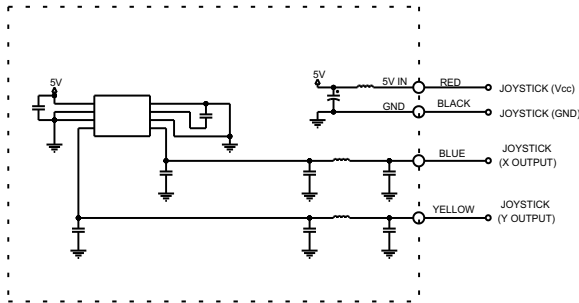 5V
5V
5V IN
RED
JOYSTICK (Vcc)
GND
BLACK
JOYSTICK (GND)
BLUE
JOYSTICK
(X OUTPUT)
YELLOW
JOYSTICK
(Y OUTPUT)